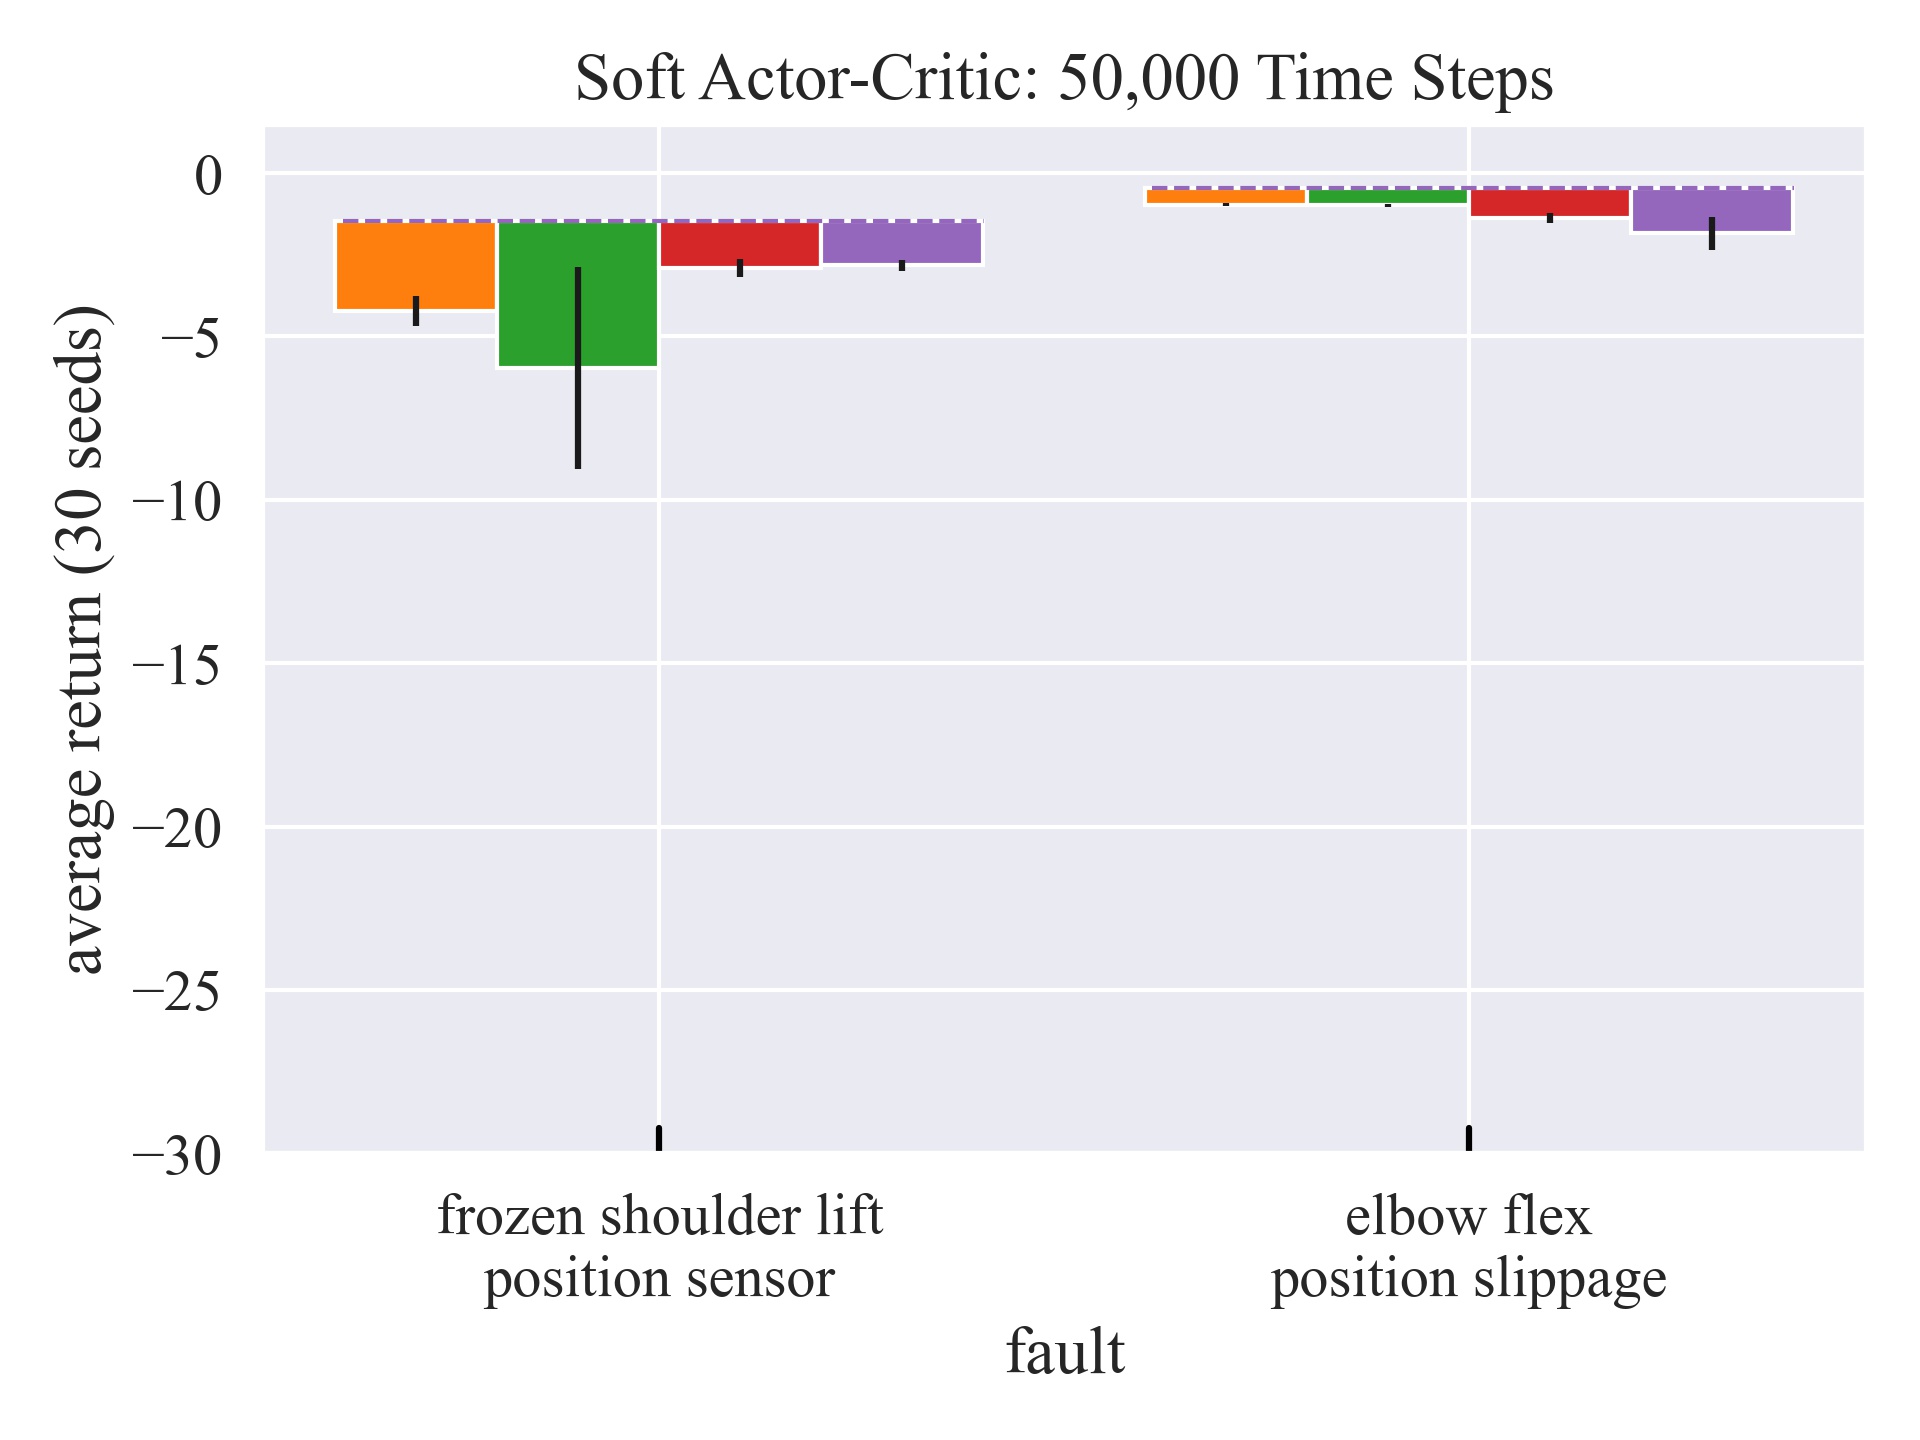 Soft Actor-Critic: 50,000 Time Steps
average return (30 seeds)
0
−5
−10
−15
−20
−25
−30
frozen shoulder lift
position sensor
elbow flex
position slippage
fault